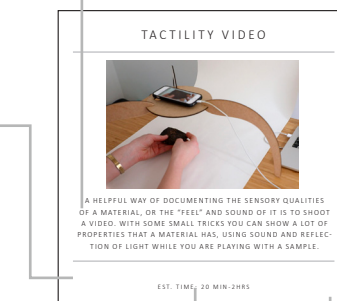 TACTILITY VIDEO
A HELPFUL WAY OF DOCUMENTING THE SENSORY QUALITIES
OF A MATERIAL, OR THE "FEEL" AND SOUND OF IT IS TO SHOOT
A VIDEO. WITH SOME SMALL TRICKS YOU CAN SHOW A LOT OF
PROPERTIES THAT A MATERIAL HAS, USING SOUND AND REFLEC-
TION OF LIGHT WHILE YOU ARE PLAYING WITH A SAMPLE.
EST. TIME: 20 MIN-2HRS